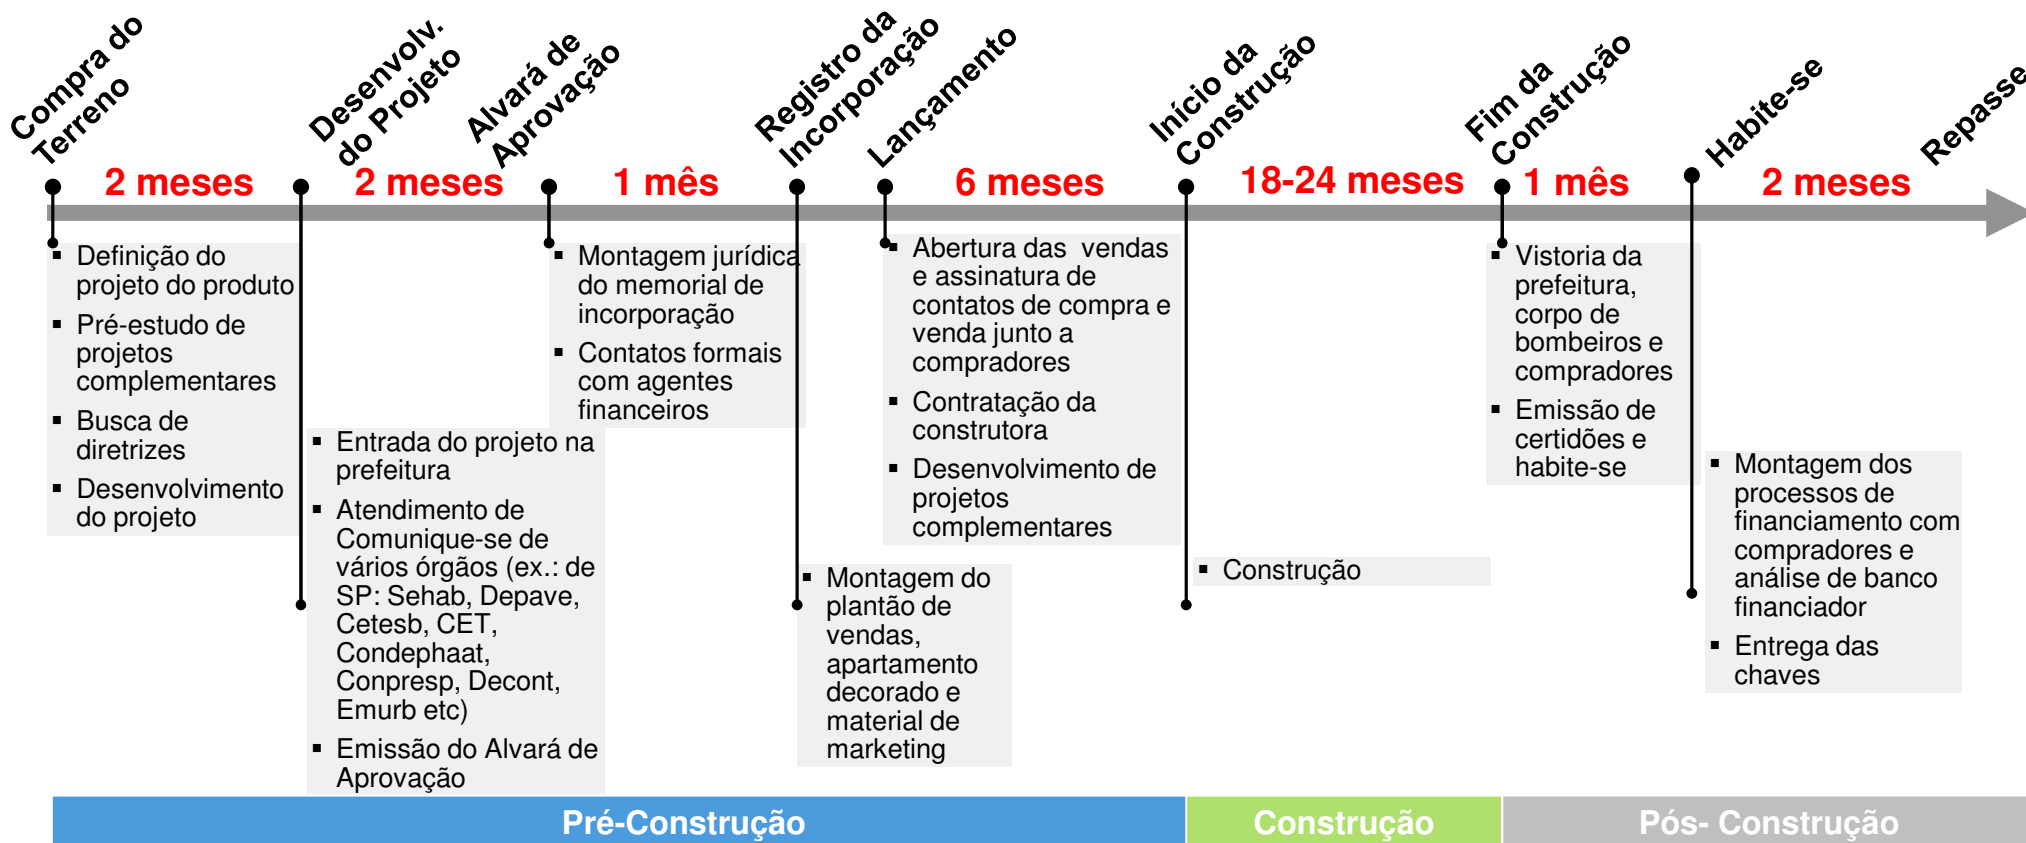 Compra do
Terreno
Desenvolv.
do Projeto
Alvará de
Aprovação
Registro da
Incorporação
Lançamento
Início da
Construção
Fim da
Construção
Habite-se
Repasse
2 meses
2 meses
1 mês
6 meses
18-24 meses
1 mês
2 meses
▪ Definição do
projeto do produto
▪ Pré-estudo de
projetos
complementares
▪ Busca de
diretrizes
▪ Desenvolvimento
do projeto
▪ Entrada do projeto na
prefeitura
▪ Atendimento de
Comunique-se de
vários órgãos (ex.: de
SP: Sehab, Depave,
Cetesb, CET,
Condephaat,
Conpresp, Decont,
Emurb etc)
▪ Emissão do Alvará de
Aprovação
▪ Montagem jurídica
do memorial de
incorporação
▪ Contatos formais
com agentes
financeiros
▪ Montagem do
plantão de
vendas,
apartamento
decorado e
material de
marketing
▪ Abertura das  vendas
e assinatura de
contatos de compra e
venda junto a
compradores
▪ Contratação da
construtora
▪ Desenvolvimento de
projetos
complementares
▪ Construção
▪ Vistoria da
prefeitura,
corpo de
bombeiros e
compradores
▪ Emissão de
certidões e
habite-se
▪ Montagem dos
processos de
financiamento com
compradores e
análise de banco
financiador
▪ Entrega das
chaves
Pré-Construção
Construção
Pós- Construção